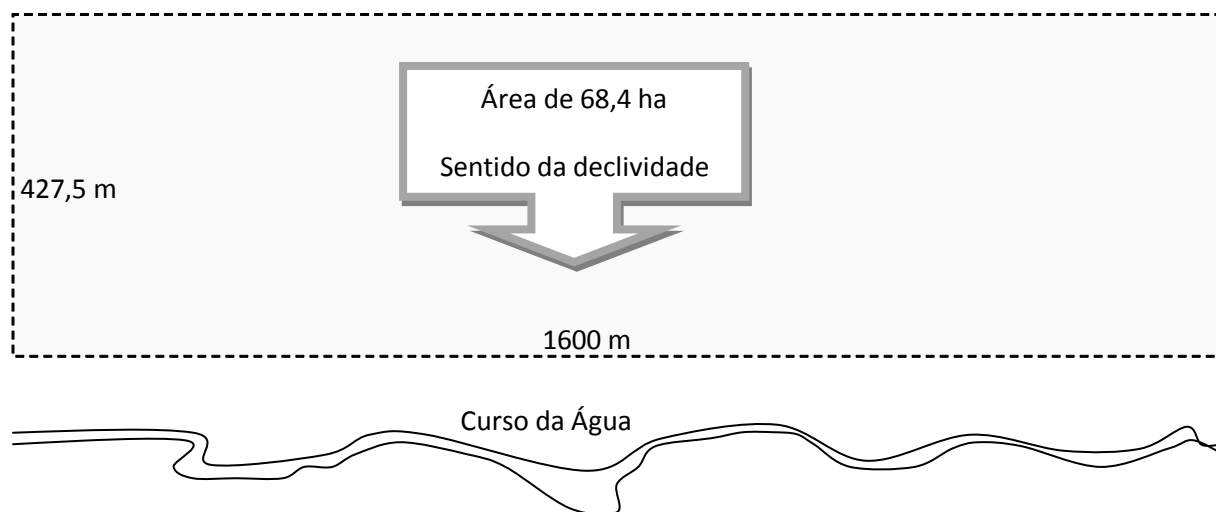 Área de 68,4 ha
Sentido da declividade
427,5 m
1600 m
Curso da Água